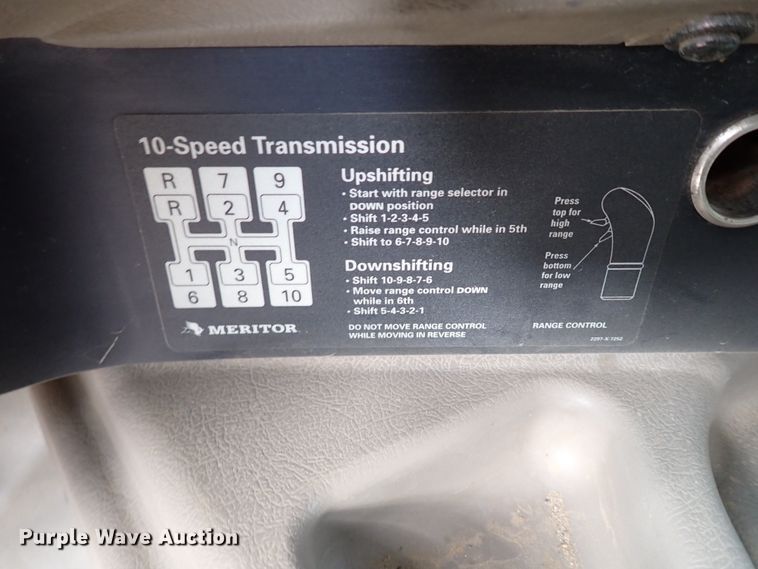 10-Speed Transmission
R 7 9
R 2 4
N
1 3 5
6 8 10
MERITOR
Upshifting
• Start with range selector in
DOWN position
• Shift 1-2-3-4-5
• Raise range control while in 5th
• Shift to 6-7-8-9-10
Downshifting
• Shift 10-9-8-7-6
• Move range control DOWN
while in 6th
• Shift 5-4-3-2-1
DO NOT MOVE RANGE CONTROL
WHILE MOVING IN REVERSE
Press
top for
high
range
Press
bottom
for low
range
RANGE CONTROL
2297-X-7252
Purple Wave Auction